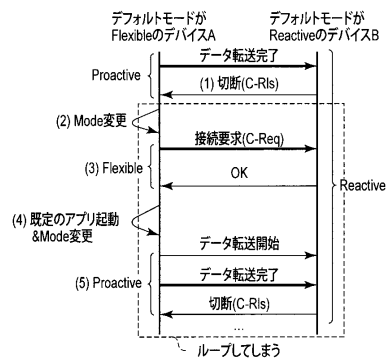 デフォルトモードが
FlexibleのデバイスA
デフォルトモードが
ReactiveのデバイスB
データ転送完了
Proactive
(1) 切断(C-Rls)
(2) Mode変更
接続要求(C-Req)
(3) Flexible
OK
Reactive
(4) 既定のアプリ起動
&Mode変更
データ転送開始
データ転送完了
(5) Proactive
切断(C-Rls)
…
ループしてしまう